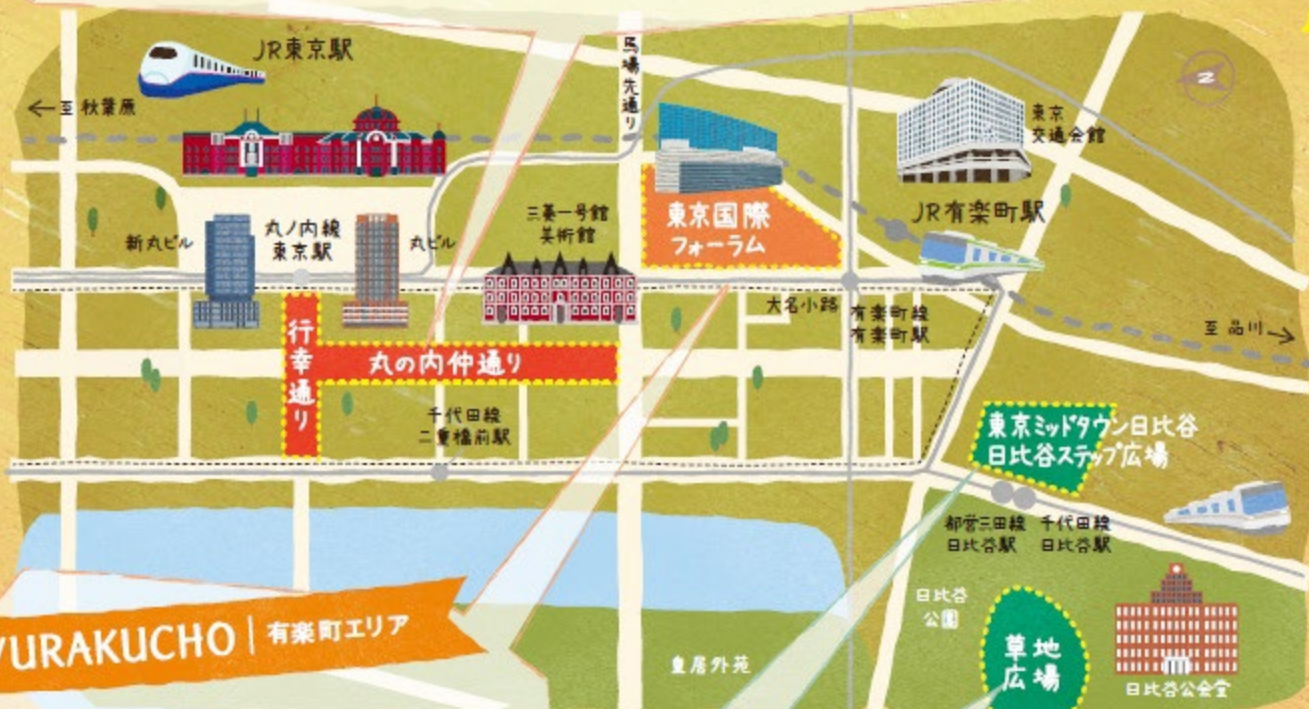 JR東京駅
馬場先通り
N
← 至 秋葉原
東京
交通会館
三菱一号館
美術館
東京国際
フォーラム
JR有楽町駅
新丸ビル
丸ノ内線
東京駅
丸ビル
大名小路
有楽町線
有楽町駅
至 品川 →
行幸通り
丸の内仲通り
千代田線
二重橋前駅
東京ミッドタウン日比谷
日比谷ステップ広場
都営三田線
日比谷駅
千代田線
日比谷駅
日比谷
公園
YURAKUCHO | 有楽町エリア
皇居外苑
草地
広場
日比谷公会堂